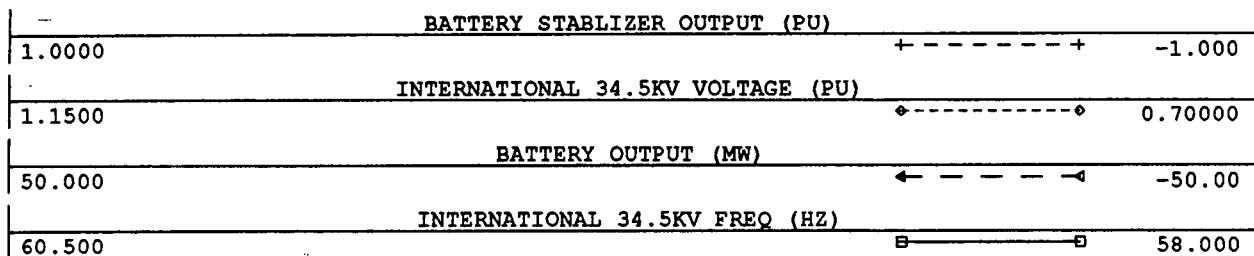 BATTERY STABLIZER OUTPUT (PU)
1.0000 -1.000
INTERNATIONAL 34.5KV VOLTAGE (PU)
1.1500 0.70000
BATTERY OUTPUT (MW)
50.000 -50.00
INTERNATIONAL 34.5KV FREQ (HZ)
60.500 58.000